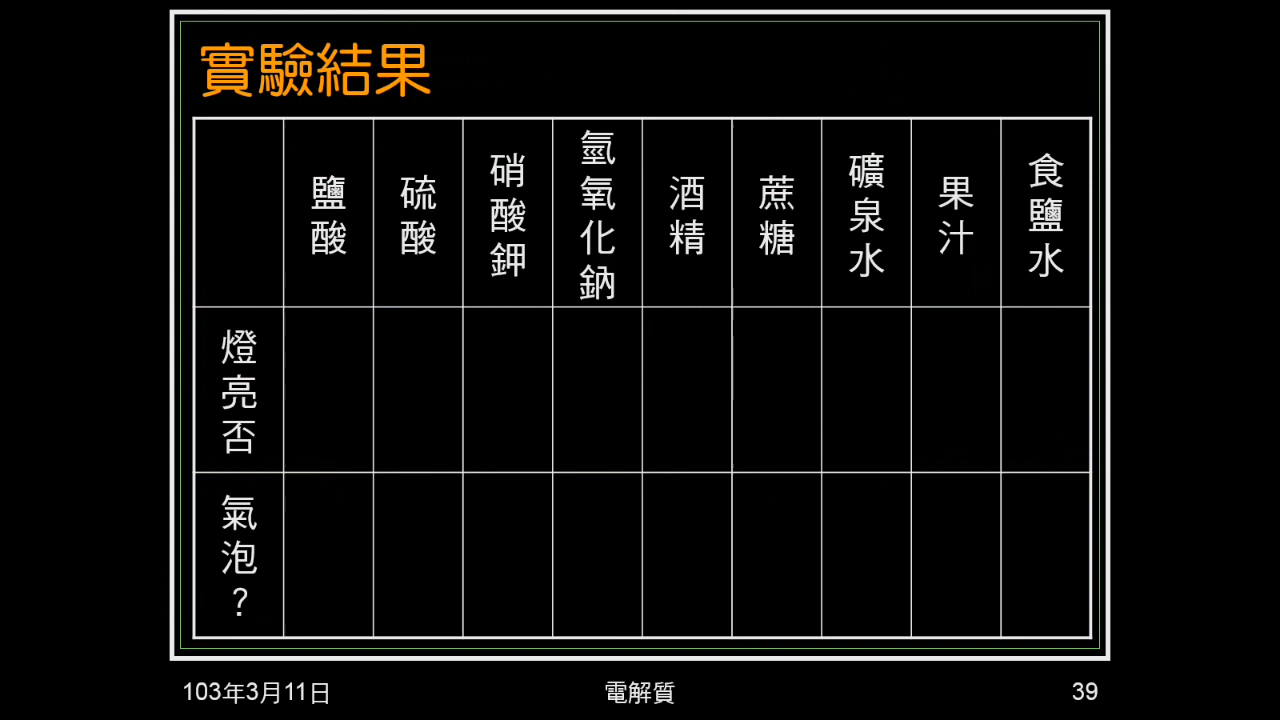 實驗結果
鹽酸
硫酸
硝酸鉀
氫氧化鈉
酒精
蔗糖
礦泉水
果汁
食鹽水
燈亮否
氣泡？
103年3月11日
電解質
39